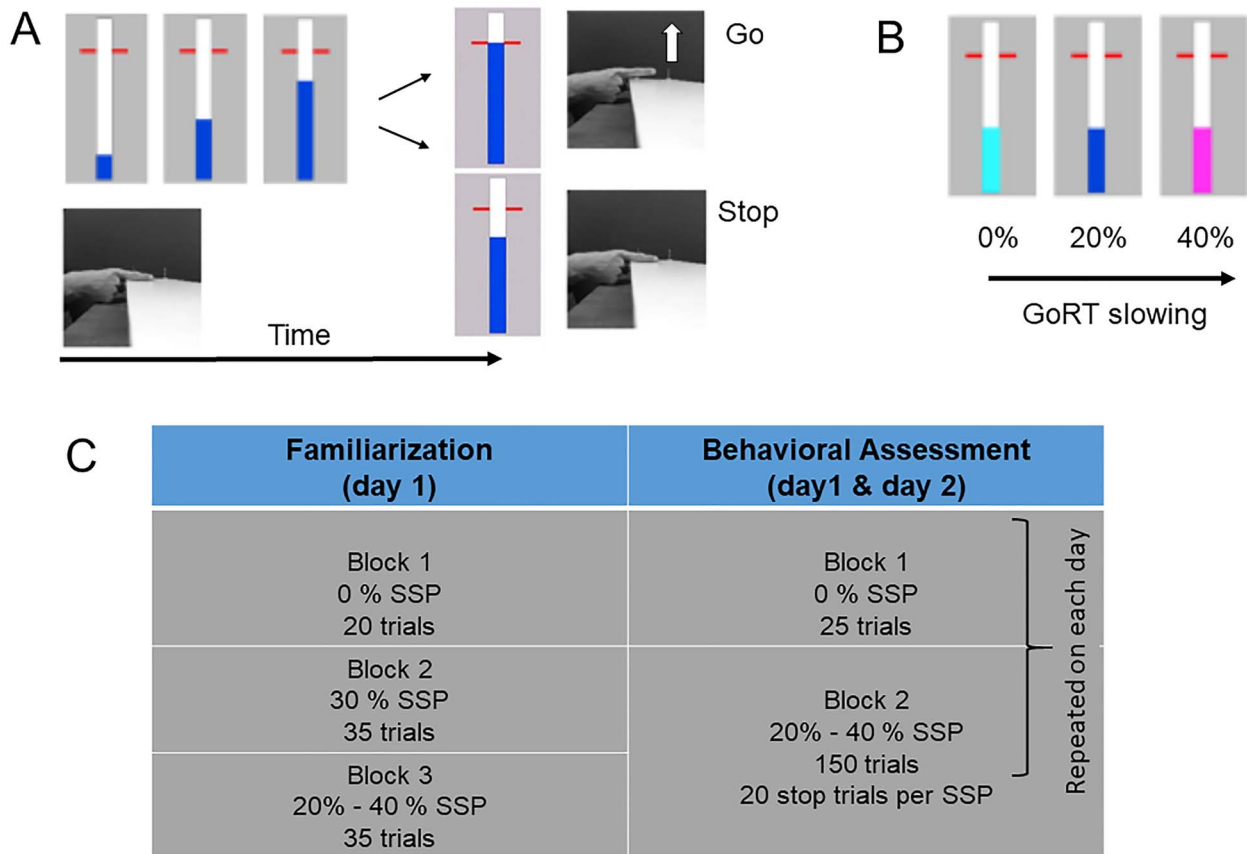 A
Go
Stop
Time
B
0%
20%
40%
GoRT slowing
C
Familiarization
(day 1)
Behavioral Assessment
(day1 & day 2)
Block 1
0 % SSP
20 trials
Block 1
0 % SSP
25 trials
Block 2
30 % SSP
35 trials
Block 2
20% - 40 % SSP
150 trials
20 stop trials per SSP
Block 3
20% - 40 % SSP
35 trials
Repeated on each day